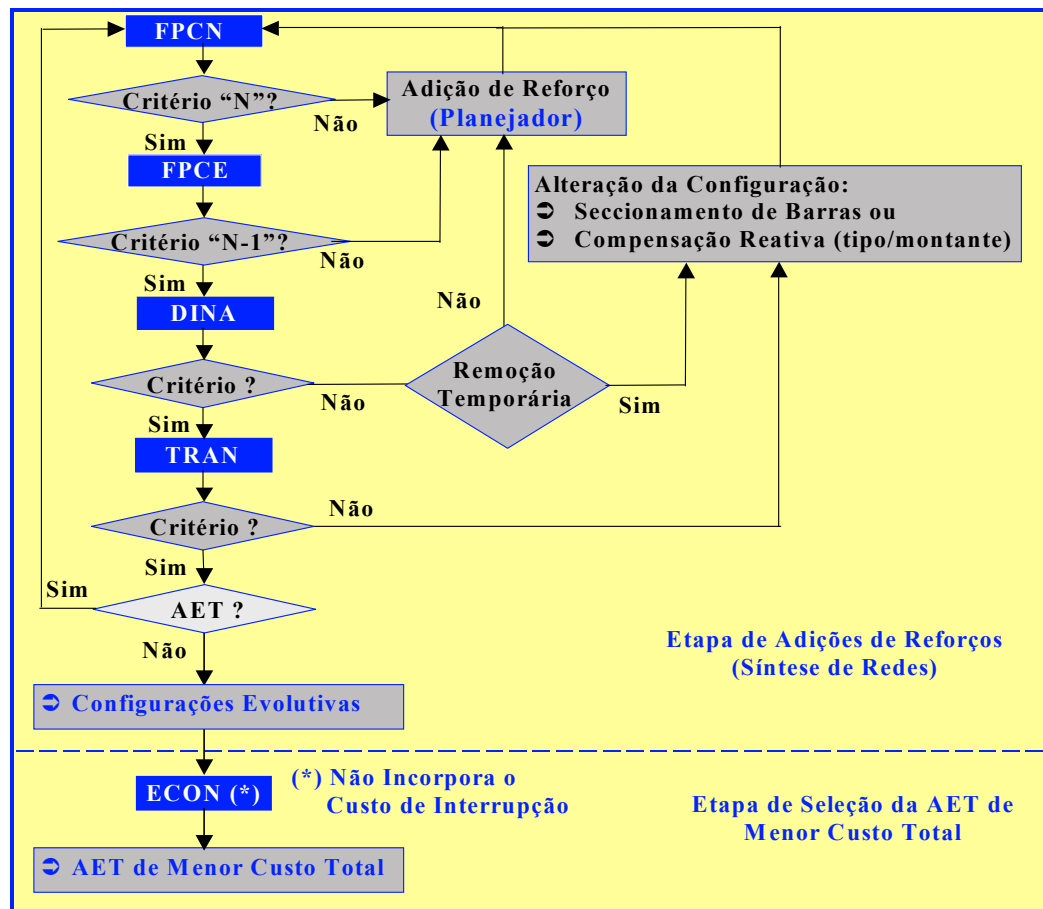 FPCN
Critério “N”?
Não
Adição de Reforço
(Planejador)
Sim
FPCE
Alteração da Configuração:
➲ Seccionamento de Barras ou
➲ Compensação Reativa (tipo/montante)
Critério “N-1”?
Não
Sim
DINA
Não
Critério ?
Não
Remoção
Temporária
Sim
Sim
TRAN
Não
Critério ?
Sim
Sim
AET ?
Não
Etapa de Adições de Reforços
(Síntese de Redes)
➲ Configurações Evolutivas
ECON (*)
(*) Não Incorpora o
Custo de Interrupção
Etapa de Seleção da AET de
Menor Custo Total
➲ AET de Menor Custo Total